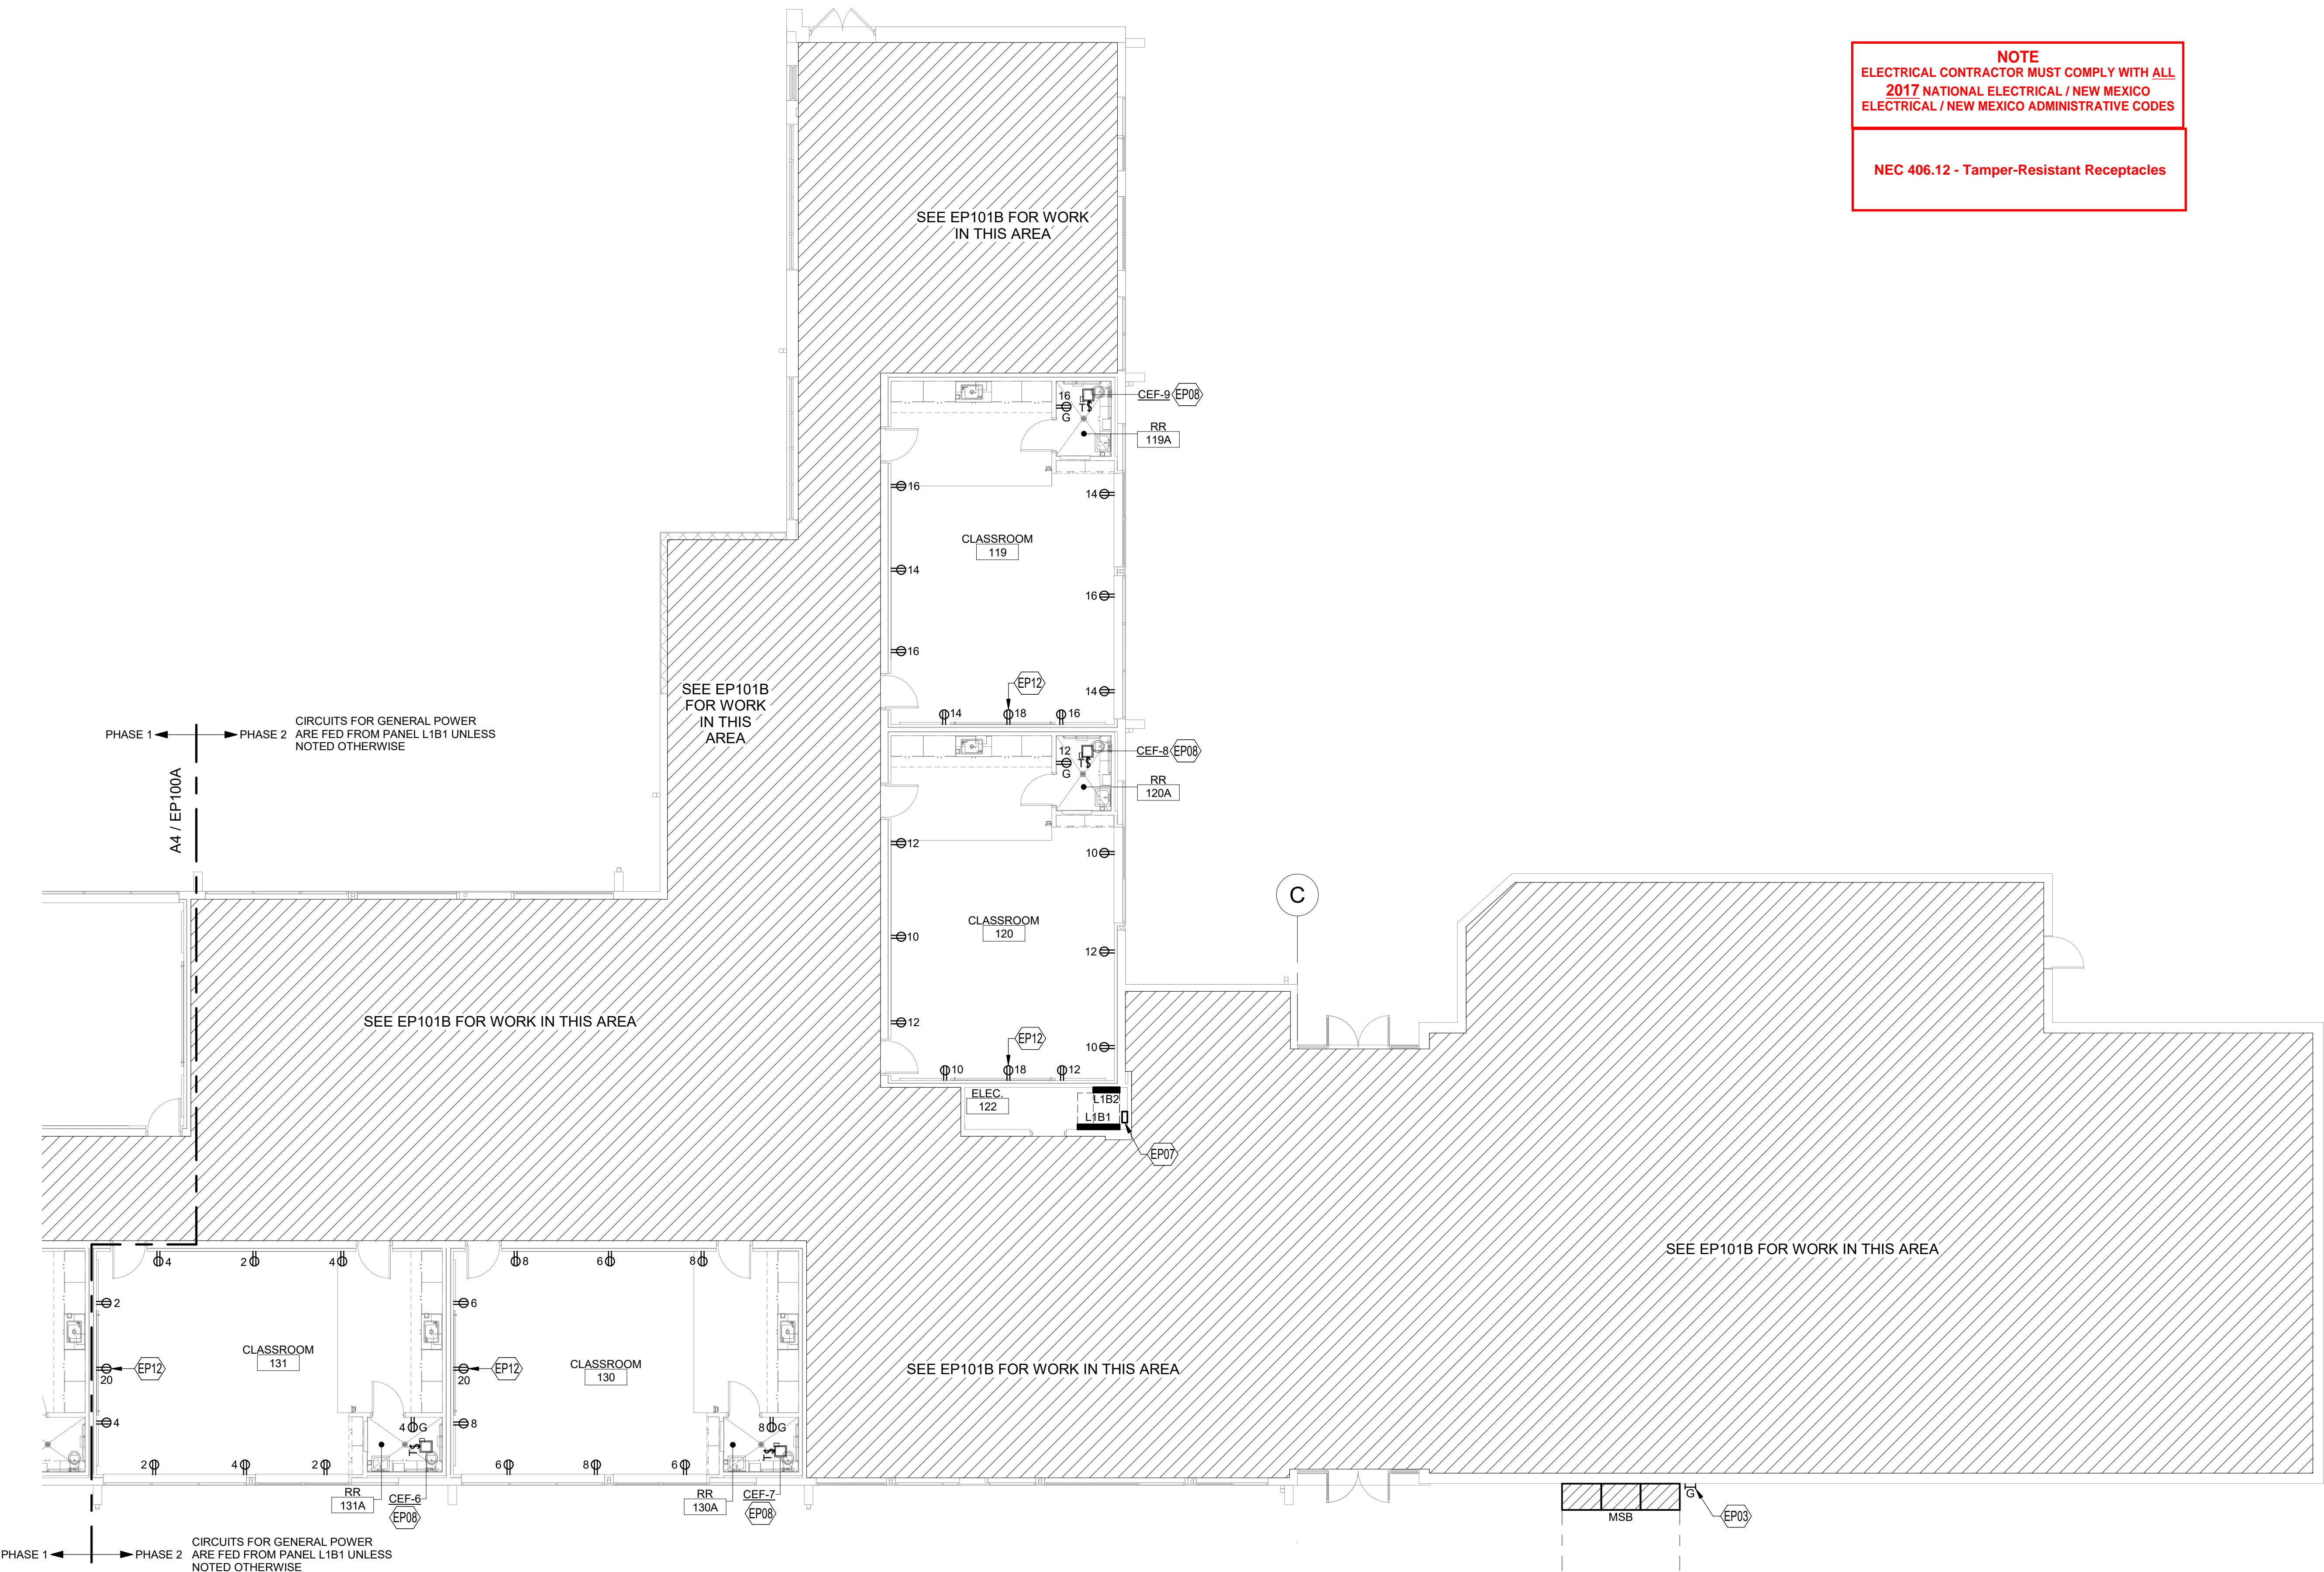 NOTE
ELECTRICAL CONTRACTOR MUST COMPLY WITH ALL
2017 NATIONAL ELECTRICAL / NEW MEXICO
ELECTRICAL / NEW MEXICO ADMINISTRATIVE CODES
NEC 406.12 - Tamper-Resistant Receptacles
SEE EP101B FOR WORK
IN THIS AREA
16
G
T$
CEF-9
EP08
RR
119A
16
14
CLASSROOM
119
14
16
16
14
EP12
14
18
16
SEE EP101B
FOR WORK
IN THIS
AREA
PHASE 1
PHASE 2
CIRCUITS FOR GENERAL POWER
ARE FED FROM PANEL L1B1 UNLESS
NOTED OTHERWISE
A4 / EP100A
12
G
T$
CEF-8
EP08
RR
120A
12
10
CLASSROOM
120
10
12
12
10
EP12
10
18
12
C
SEE EP101B FOR WORK IN THIS AREA
ELEC.
122
L1B2
L1B1
EP07
SEE EP101B FOR WORK IN THIS AREA
4
2
4
2
CLASSROOM
131
EP12
20
4
4
G
T$
2
4
2
RR
131A
CEF-6
EP08
8
6
8
6
CLASSROOM
130
EP12
20
8
8
G
T$
6
8
6
RR
130A
CEF-7
EP08
SEE EP101B FOR WORK IN THIS AREA
MSB
G
EP03
PHASE 1
PHASE 2
CIRCUITS FOR GENERAL POWER
ARE FED FROM PANEL L1B1 UNLESS
NOTED OTHERWISE